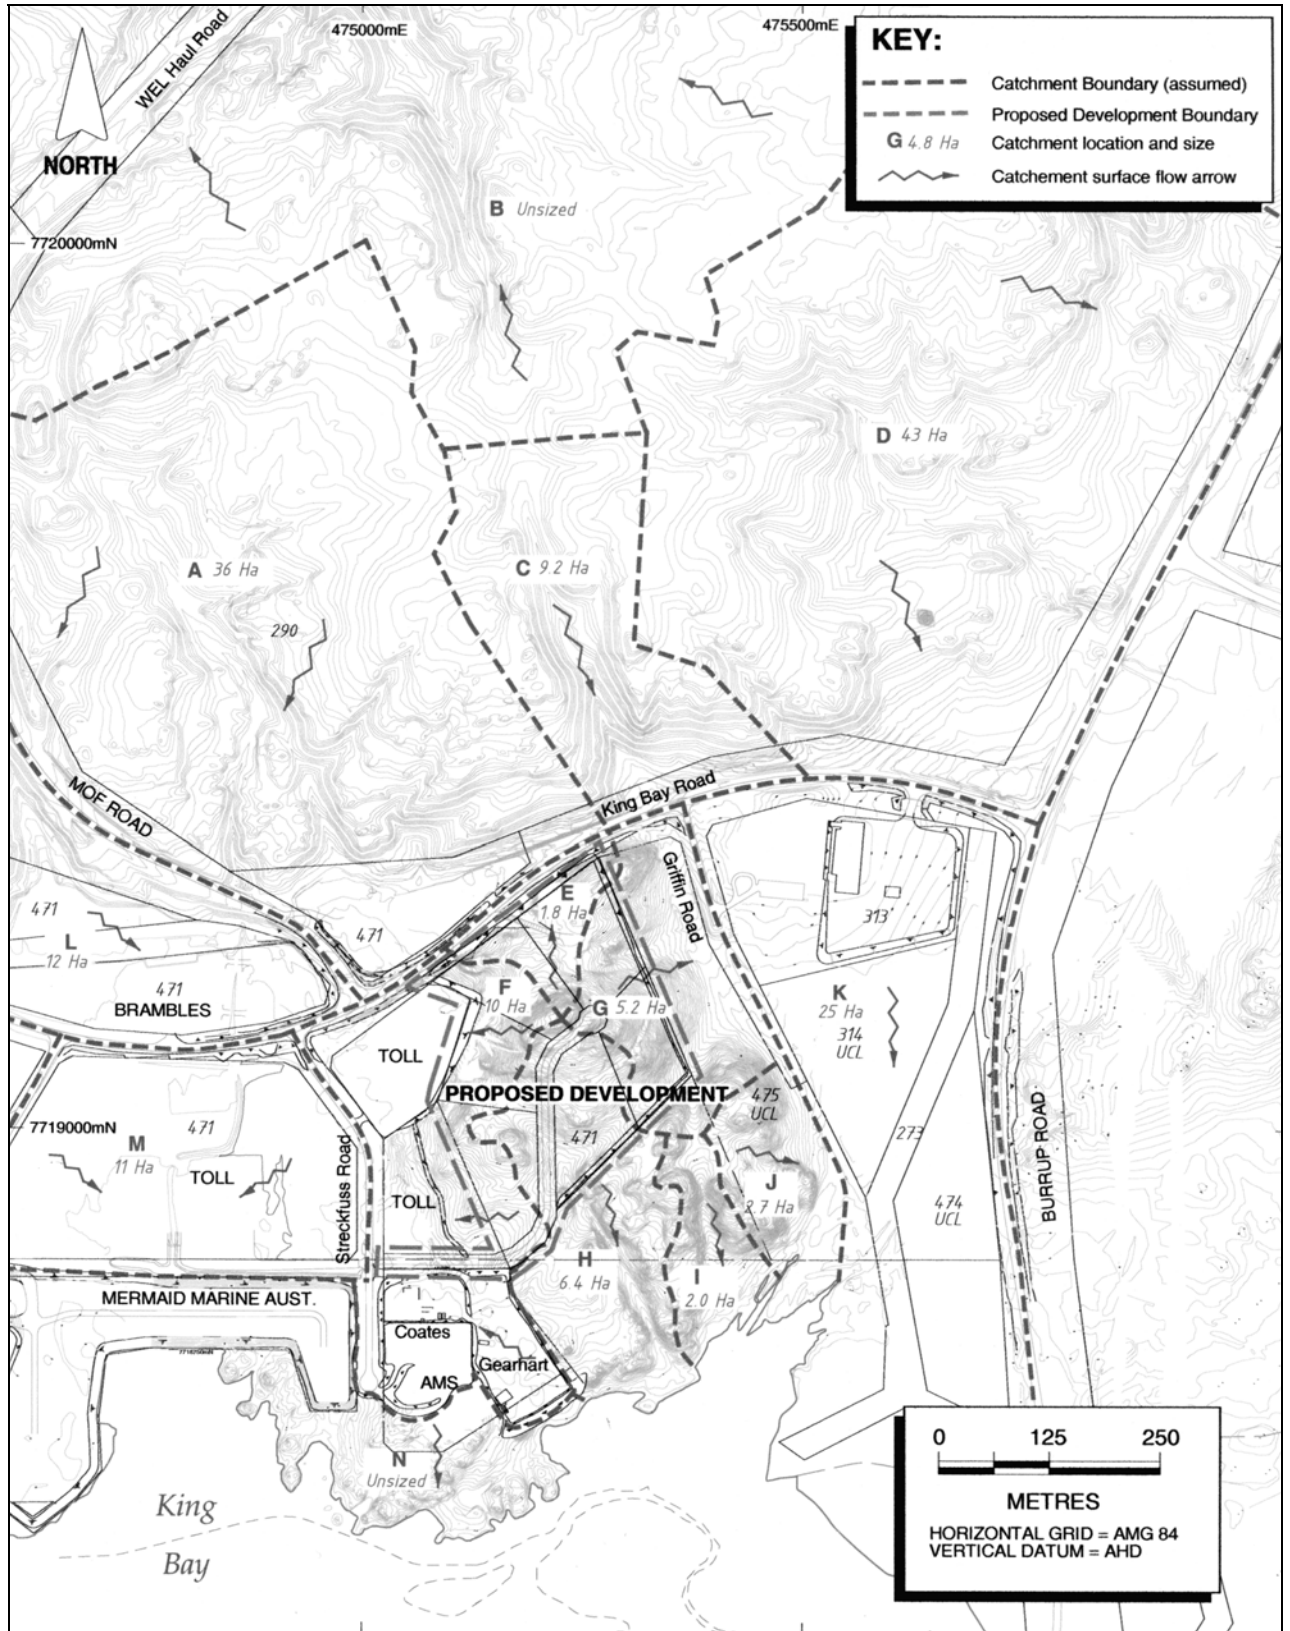 475000mE
475500mE
KEY:
Catchment Boundary (assumed)
Proposed Development Boundary
G 4.8 Ha Catchment location and size
Catchement surface flow arrow
WEL Haul Road
NORTH
B Unsized
7720000mN
D 43 Ha
A 36 Ha
C 9.2 Ha
290
MOF ROAD
King Bay Road
Griffin Road
E
1.8 Ha
471
L
12 Ha
471
313
471
BRAMBLES
F
10 Ha
G 5.2 Ha
K
25 Ha
314
UCL
TOLL
PROPOSED DEVELOPMENT
475
UCL
7719000mN
M
11 Ha
471
TOLL
471
273
BURRUP ROAD
Streckfuss Road
TOLL
J
2.7 Ha
474
UCL
H
6.4 Ha
I
2.0 Ha
MERMAID MARINE AUST.
Coates
Gearhart
AMS
N
Unsized
King
Bay
0 125 250
METRES
HORIZONTAL GRID = AMG 84
VERTICAL DATUM = AHD